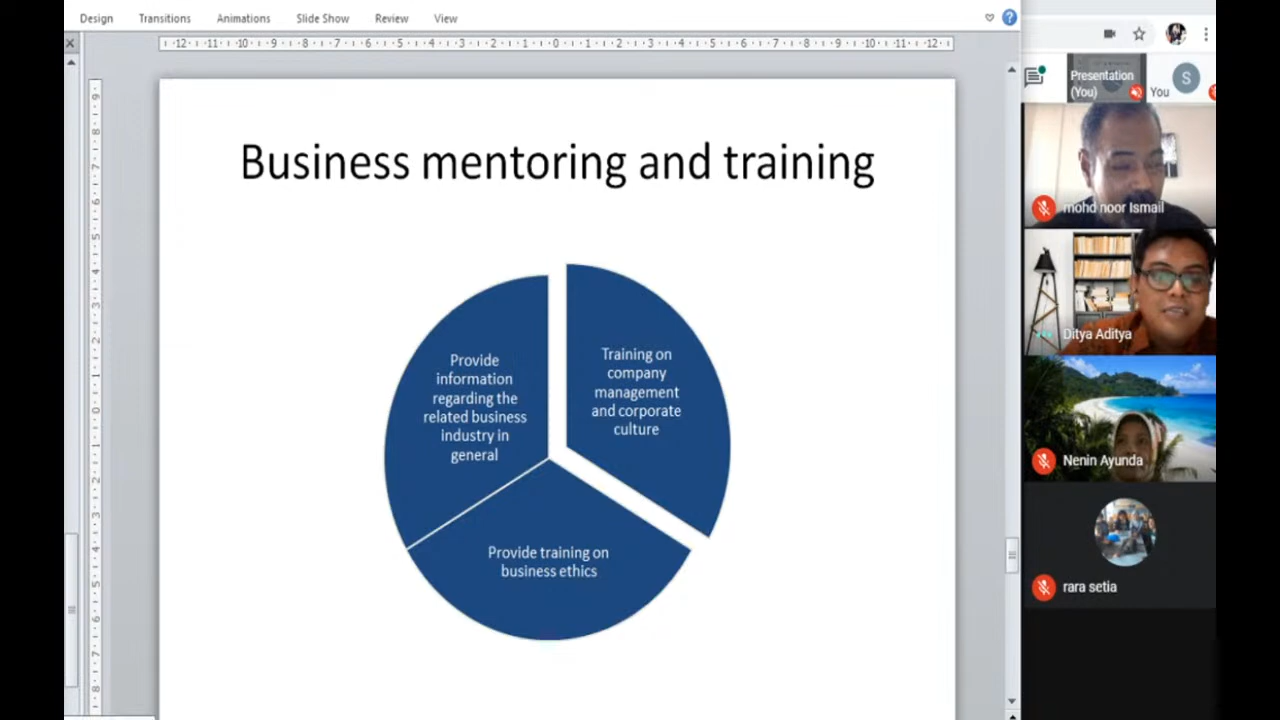 Design Transitions Animations Slide Show Review View
Presentation
(You)
You
S
Business mentoring and training
Provide
information
regarding the
related business
industry in
general
Training on
company
management
and corporate
culture
Provide training on
business ethics
mohd noor Ismail
Ditya Aditya
Nenin Ayunda
rara setia